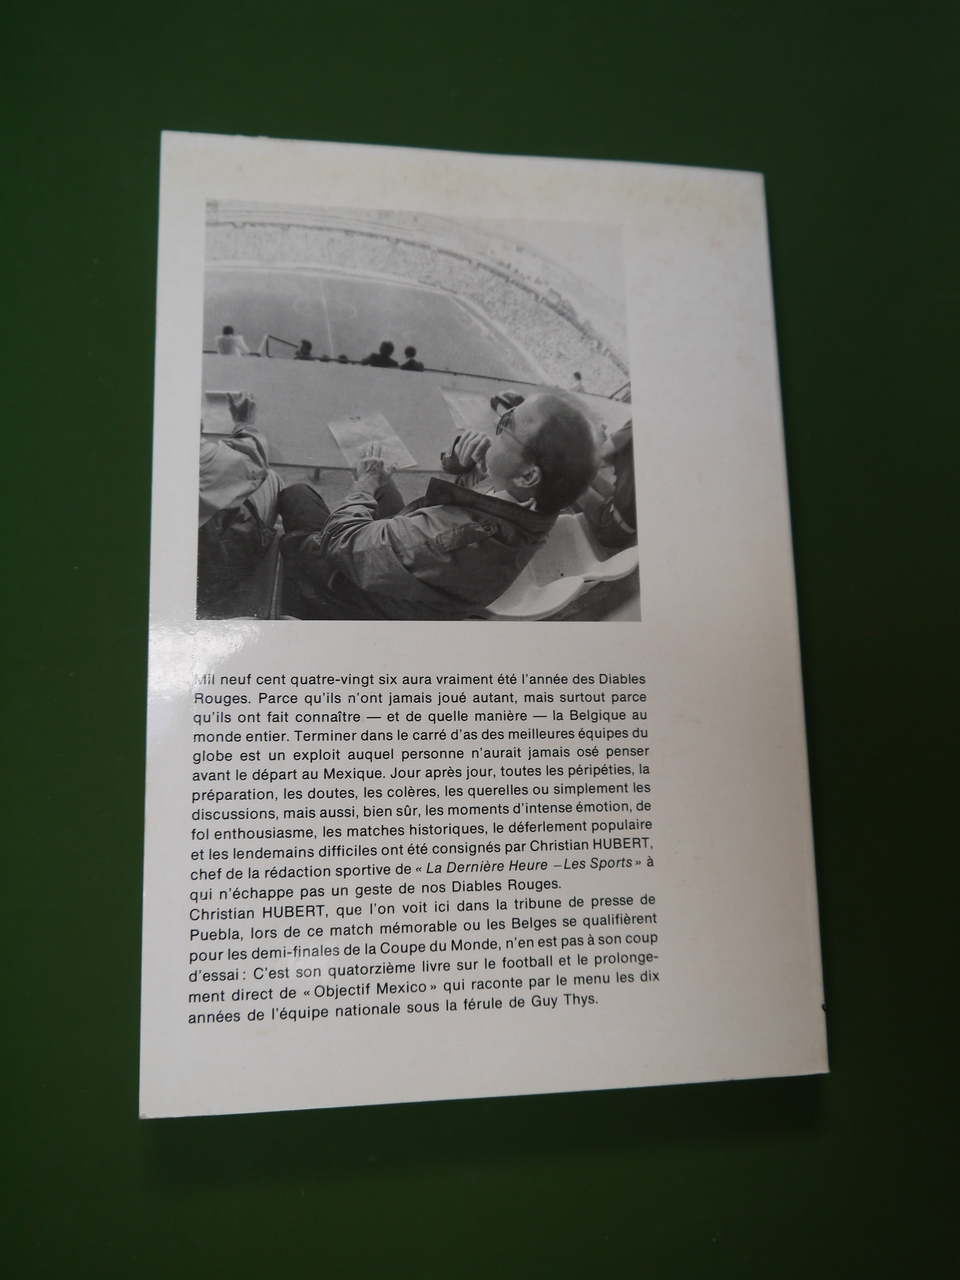 Mil neuf cent quatre-vingt six aura vraiment été l'année des Diables
Rouges. Parce qu'ils n'ont jamais joué autant, mais surtout parce
qu'ils ont fait connaître — et de quelle manière — la Belgique au
monde entier. Terminer dans le carré d'as des meilleures équipes du
globe est un exploit auquel personne n'aurait jamais osé penser
avant le départ au Mexique. Jour après jour, toutes les péripéties, la
préparation, les doutes, les colères, les querelles ou simplement les
discussions, mais aussi, bien sûr, les moments d'intense émotion, de
fol enthousiasme, les matches historiques, le déferlement populaire
et les lendemains difficiles ont été consignés par Christian HUBERT,
chef de la rédaction sportive de « La Dernière Heure – Les Sports » à
qui n'échappe pas un geste de nos Diables Rouges.
Christian HUBERT, que l'on voit ici dans la tribune de presse de
Puebla, lors de ce match mémorable ou les Belges se qualifièrent
pour les demi-finales de la Coupe du Monde, n'en est pas à son coup
d'essai : C'est son quatorzième livre sur le football et le prolonge-
ment direct de « Objectif Mexico » qui raconte par le menu les dix
années de l'équipe nationale sous la férule de Guy Thys.